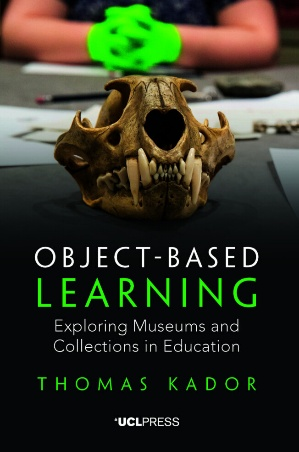 OBJECT-BASED
LEARNING
Exploring Museums and
Collections in Education
THOMAS KADOR
UCLPRESS